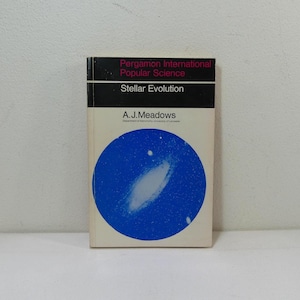 Pergamon International
Popular Science
Stellar Evolution
A.J.Meadows